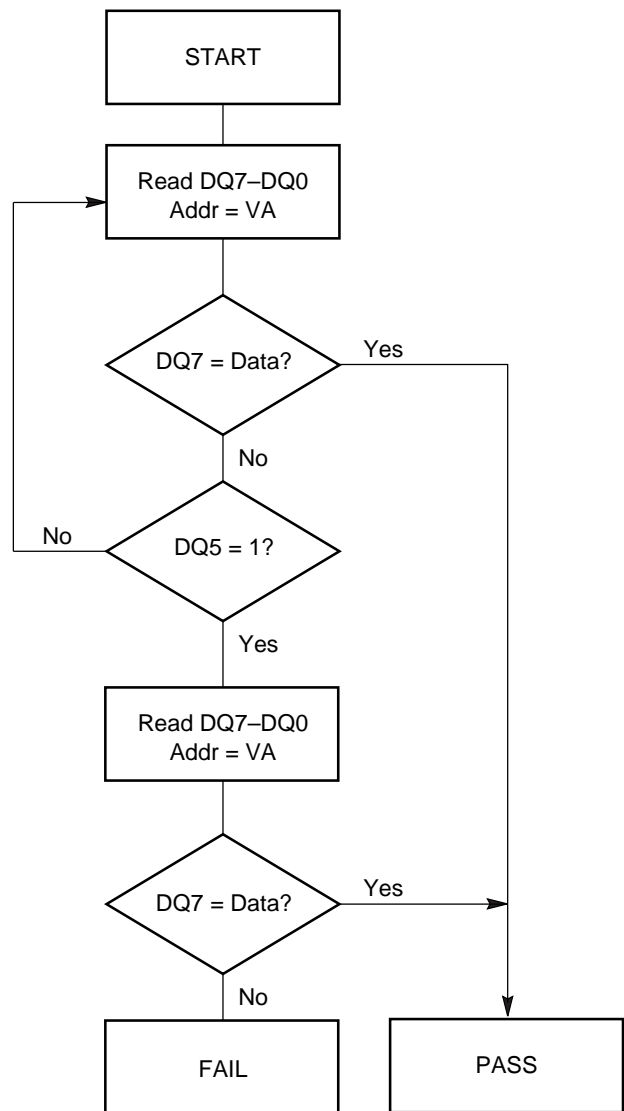 START
Read DQ7–DQ0
Addr = VA
DQ7 = Data?
Yes
No
No
DQ5 = 1?
Yes
Read DQ7–DQ0
Addr = VA
DQ7 = Data?
Yes
No
FAIL
PASS